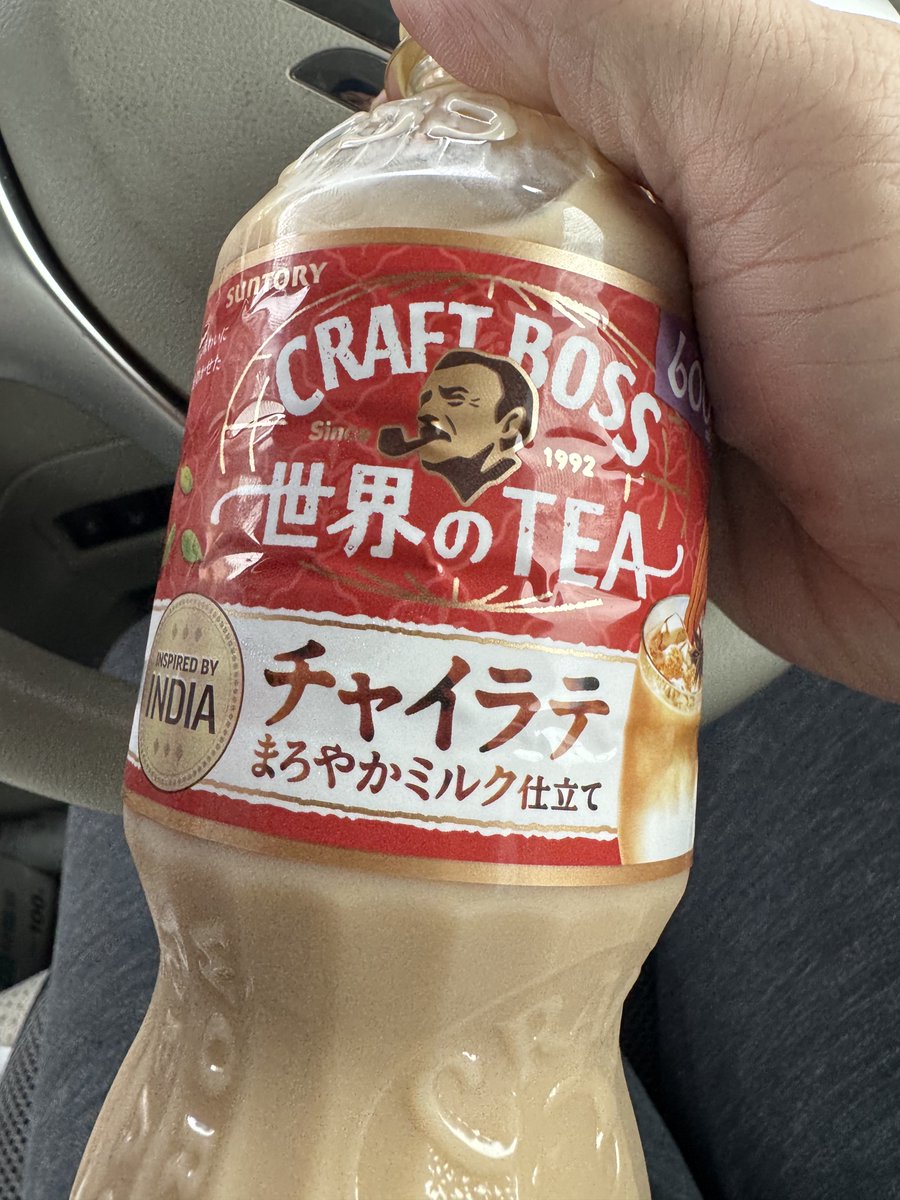 SUNTORY
CRAFT BOSS
Since 1992
世界のTEA
INSPIRED BY
INDIA
チャイラテ
まろやかミルク仕立て